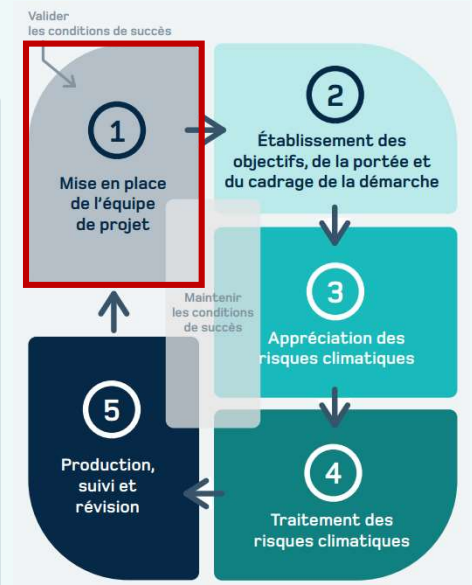 Valider
les conditions de succès
1
Mise en place
de l'équipe
de projet
2
Établissement des
objectifs, de la portée et
du cadrage de la démarche
3
Appréciation des
risques climatiques
Maintenir
les conditions
de succès
4
Traitement des
risques climatiques
5
Production,
suivi et
révision